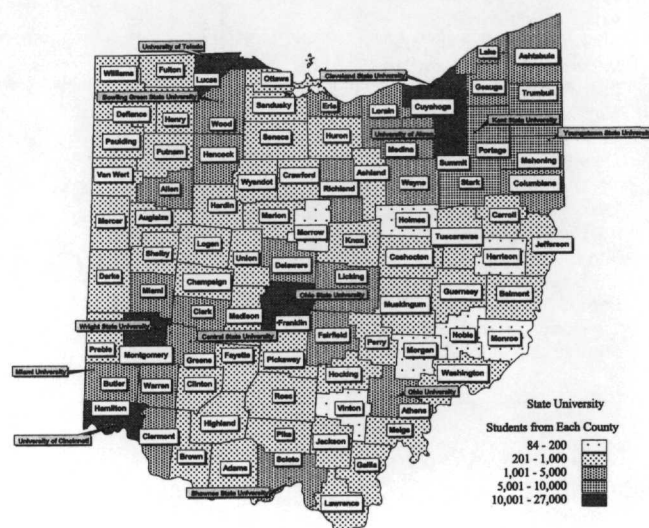 University of Toledo
Lake
Ashtabula
Williams
Fulton
Lucas
Ottawa
Cleveland State University
Geauga
Bowling Green State University
Sandusky
Erie
Lorain
Cuyahoga
Trumbull
Defiance
Henry
Wood
Kent State University
Seneca
Huron
University of Akron
Youngstown State University
Paulding
Putnam
Hancock
Medina
Summit
Portage
Mahoning
Van Wert
Allen
Wyandot
Crawford
Richland
Ashland
Wayne
Stark
Columbiana
Hardin
Mercer
Auglaize
Marion
Morrow
Holmes
Carroll
Logan
Knox
Tuscarawas
Jefferson
Shelby
Union
Delaware
Coshocton
Harrison
Darke
Champaign
Licking
Miami
Ohio State University
Guernsey
Belmont
Clark
Madison
Franklin
Muskingum
Wright State University
Central State University
Fairfield
Noble
Monroe
Preble
Montgomery
Greene
Fayette
Pickaway
Perry
Morgan
Miami University
Hocking
Washington
Butler
Warren
Clinton
Ohio University
Ross
Hamilton
Vinton
Athens
State University
University of Cincinnati
Clermont
Highland
Pike
Jackson
Meigs
Students from Each County
84 - 200
Brown
Adams
Scioto
Gallia
201 - 1,000
1,001 - 5,000
5,001 - 10,000
Shawnee State University
Lawrence
10,001 - 27,000